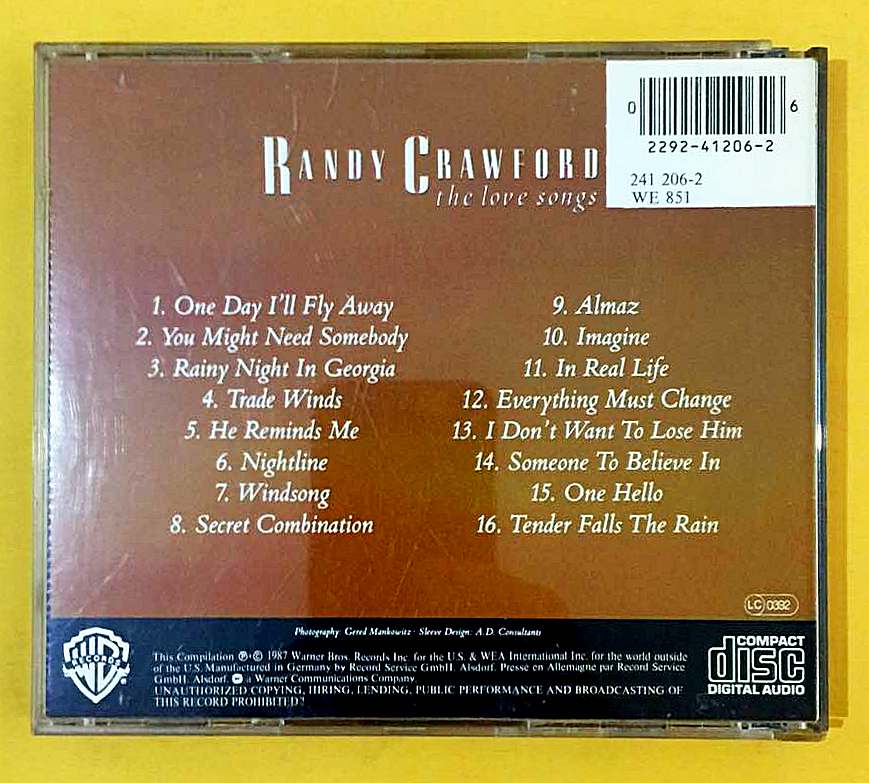 RANDY CRAWFORD
the love songs
0 6
2292-41206-2
241 206-2
WE 851
1. One Day I'll Fly Away
2. You Might Need Somebody
3. Rainy Night In Georgia
4. Trade Winds
5. He Reminds Me
6. Nightline
7. Windsong
8. Secret Combination
9. Almaz
10. Imagine
11. In Real Life
12. Everything Must Change
13. I Don't Want To Lose Him
14. Someone To Believe In
15. One Hello
16. Tender Falls The Rain
LC 0392
Photography: Gered Mankowitz · Sleeve Design: A.D. Consultants
WB RECORDS
This Compilation ℗·© 1987 Warner Bros. Records Inc. for the U.S. & WEA International Inc. for the world outside
of the U.S. Manufactured in Germany by Record Service GmbH. Alsdorf. Pressé en Allemagne par Record Service
GmbH. Alsdorf. a Warner Communications Company.
UNAUTHORIZED COPYING, HIRING, LENDING, PUBLIC PERFORMANCE AND BROADCASTING OF
THIS RECORD PROHIBITED!
COMPACT
disc
DIGITAL AUDIO